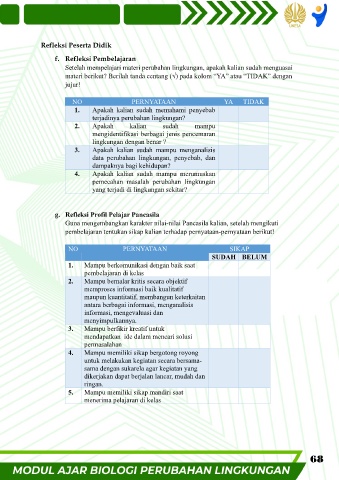 Refleksi Peserta Didik
f. Refleksi Pembelajaran
Setelah mempelajari materi perubahan lingkungan, apakah kalian sudah menguasai
materi berikut? Berilah tanda centang (√) pada kolom “YA” atau “TIDAK” dengan
jujur!
NO PERNYATAAN YA TIDAK
1. Apakah kalian sudah memahami penyebab
terjadinya perubahan lingkungan?
2. Apakah kalian sudah mampu
mengidentifikasi berbagai jenis pencemaran
lingkungan dengan benar ?
3. Apakah kalian sudah mampu menganalisis
data perubahan lingkungan, penyebab, dan
dampaknya bagi kehidupan?
4. Apakah kalian sudah mampu merumuskan
pemecahan masalah perubahan lingkungan
yang terjadi di lingkungan sekitar?
g. Refleksi Profil Pelajar Pancasila
Guna mengembangkan karakter nilai-nilai Pancasila kalian, setelah mengikuti
pembelajaran tentukan sikap kalian terhadap pernyataan-pernyataan berikut!
NO PERNYATAAN SIKAP
SUDAH BELUM
1. Mampu berkomunikasi dengan baik saat
pembelajaran di kelas
2. Mampu bernalar kritis secara objektif
memproses informasi baik kualitatif
maupun kuantitatif, membangun keterkaitan
antara berbagai informasi, menganalisis
informasi, mengevaluasi dan
menyimpulkannya.
3. Mampu berfikir kreatif untuk
mendapatkan ide dalam mencari solusi
permasalahan
4. Mampu memiliki sikap bergotong royong
untuk melakukan kegiatan secara bersama-
sama dengan sukarela agar kegiatan yang
dikerjakan dapat berjalan lancar, mudah dan
ringan.
5. Mampu memiliki sikap mandiri saat
menerima pelajaran di kelas
68
MODUL AJAR BIOLOGI PERUBAHAN LINGKUNGAN